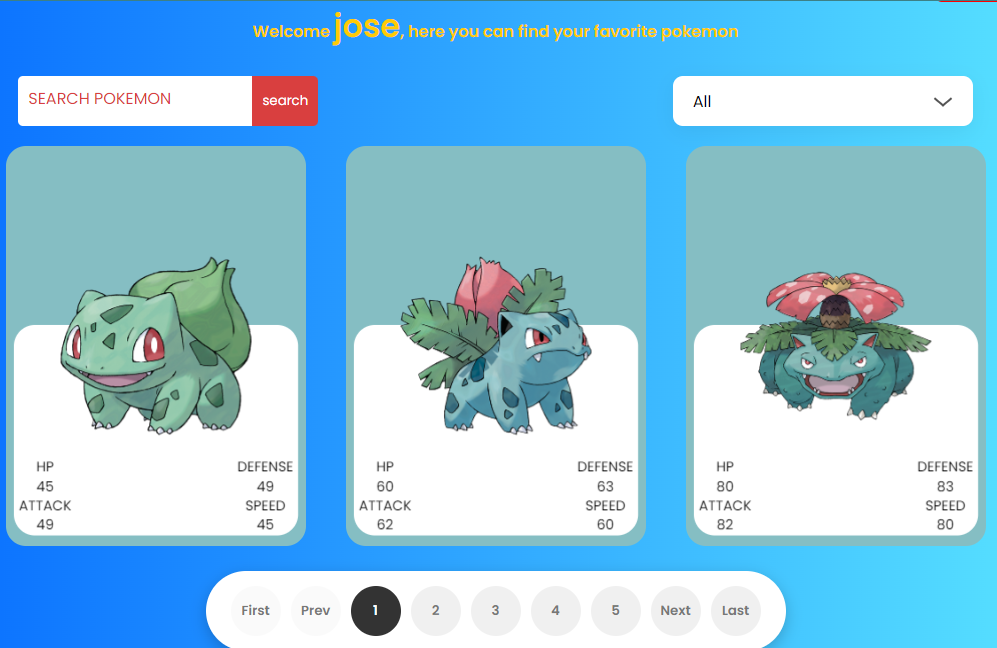 Welcome jose, here you can find your favorite pokemon
SEARCH POKEMON
search
All
HP
45
ATTACK
49
DEFENSE
49
SPEED
45
HP
60
ATTACK
62
DEFENSE
63
SPEED
60
HP
80
ATTACK
82
DEFENSE
83
SPEED
80
First Prev 1 2 3 4 5 Next Last